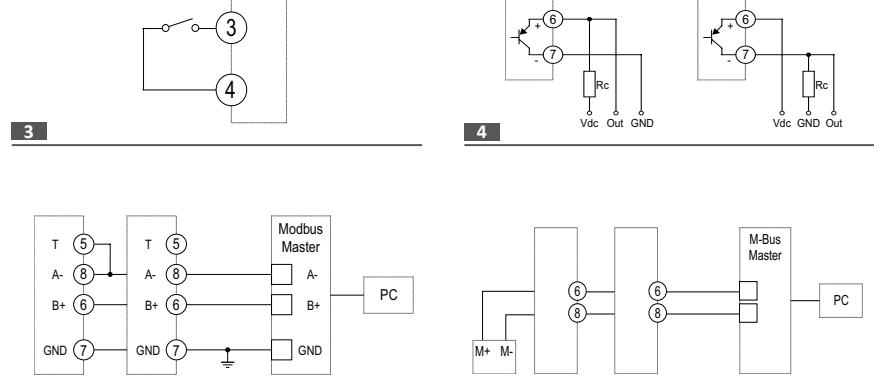 3
4
3
6
+
-
7
Rc
Vdc Out GND
6
+
-
7
Rc
Vdc GND Out
4
T 5 T 5 Modbus
Master
A- 8 A- 8 A-
B+ 6 B+ 6 B+
GND 7 GND 7 GND
PC
M-Bus
Master
6 6
8 8
M+ M-
PC